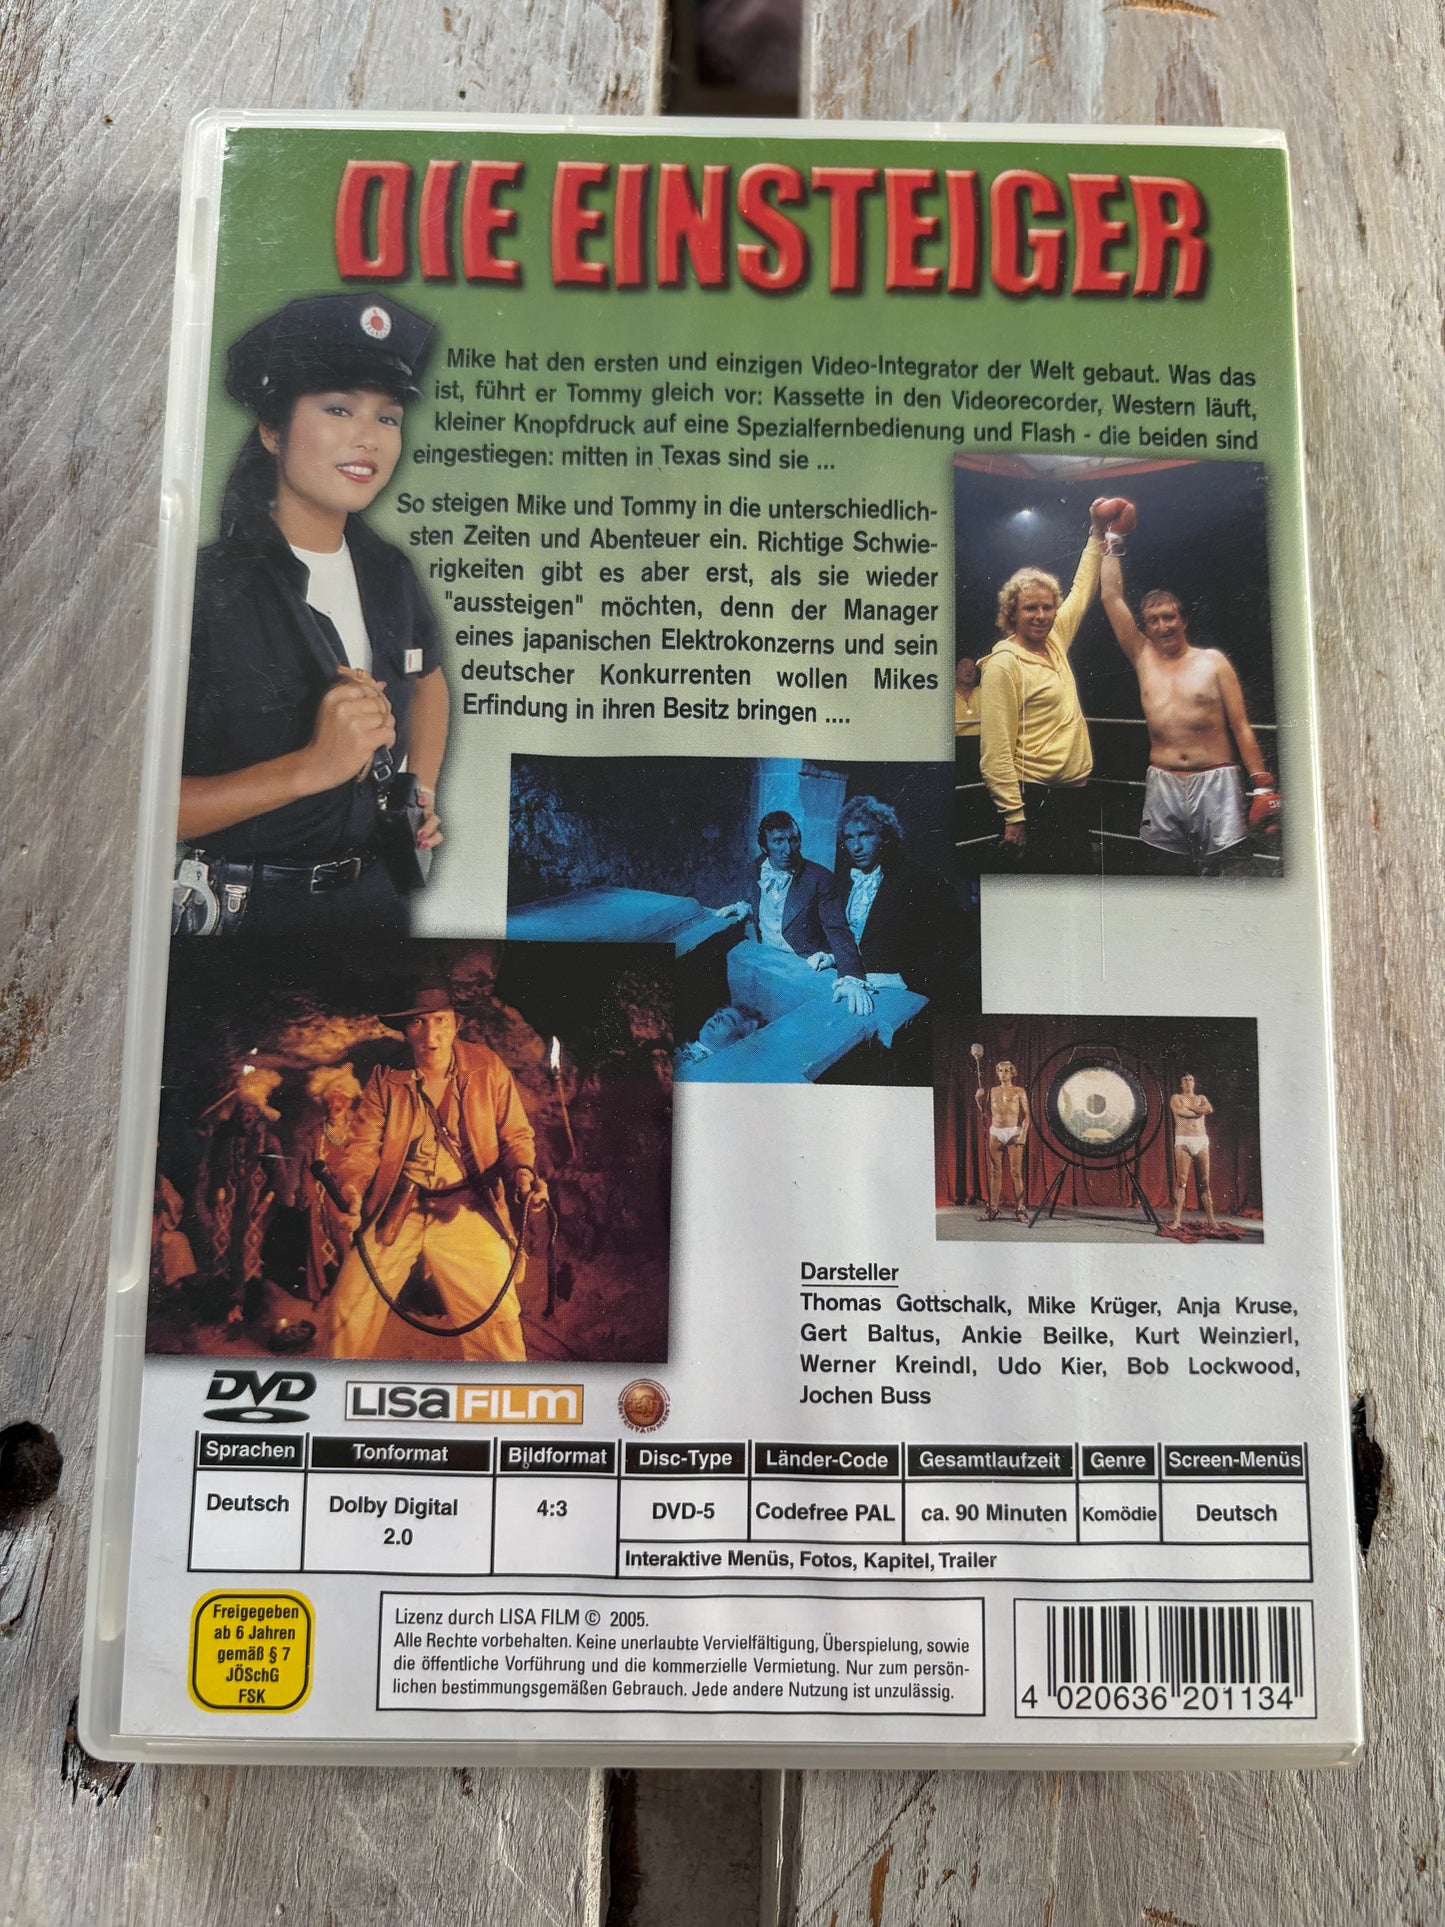 DIE EINSTEIGER
Mike hat den ersten und einzigen Video-Integrator der Welt gebaut. Was das
ist, führt er Tommy gleich vor: Kassette in den Videorecorder, Western läuft,
kleiner Knopfdruck auf eine Spezialfernbedienung und Flash - die beiden sind
eingestiegen: mitten in Texas sind sie ...
So steigen Mike und Tommy in die unterschiedlich-
sten Zeiten und Abenteuer ein. Richtige Schwie-
rigkeiten gibt es aber erst, als sie wieder
"aussteigen" möchten, denn der Manager
eines japanischen Elektrokonzerns und sein
deutscher Konkurrenten wollen Mikes
Erfindung in ihren Besitz bringen ....
Darsteller
Thomas Gottschalk, Mike Krüger, Anja Kruse,
Gert Baltus, Ankie Beilke, Kurt Weinzierl,
Werner Kreindl, Udo Kier, Bob Lockwood,
Jochen Buss
DVD LISA FILM
Sprachen Tonformat Bildformat Disc-Type Länder-Code Gesamtlaufzeit Genre Screen-Menüs
Deutsch Dolby Digital 4:3 DVD-5 Codefree PAL ca. 90 Minuten Komödie Deutsch
2.0
Interaktive Menüs, Fotos, Kapitel, Trailer
Freigegeben
ab 6 Jahren
gemäß § 7
JÖSchG
FSK
Lizenz durch LISA FILM © 2005.
Alle Rechte vorbehalten. Keine unerlaubte Vervielfältigung, Überspielung, sowie
die öffentliche Vorführung und die kommerzielle Vermietung. Nur zum persön-
lichen bestimmungsgemäßen Gebrauch. Jede andere Nutzung ist unzulässig.
4 020636 201134